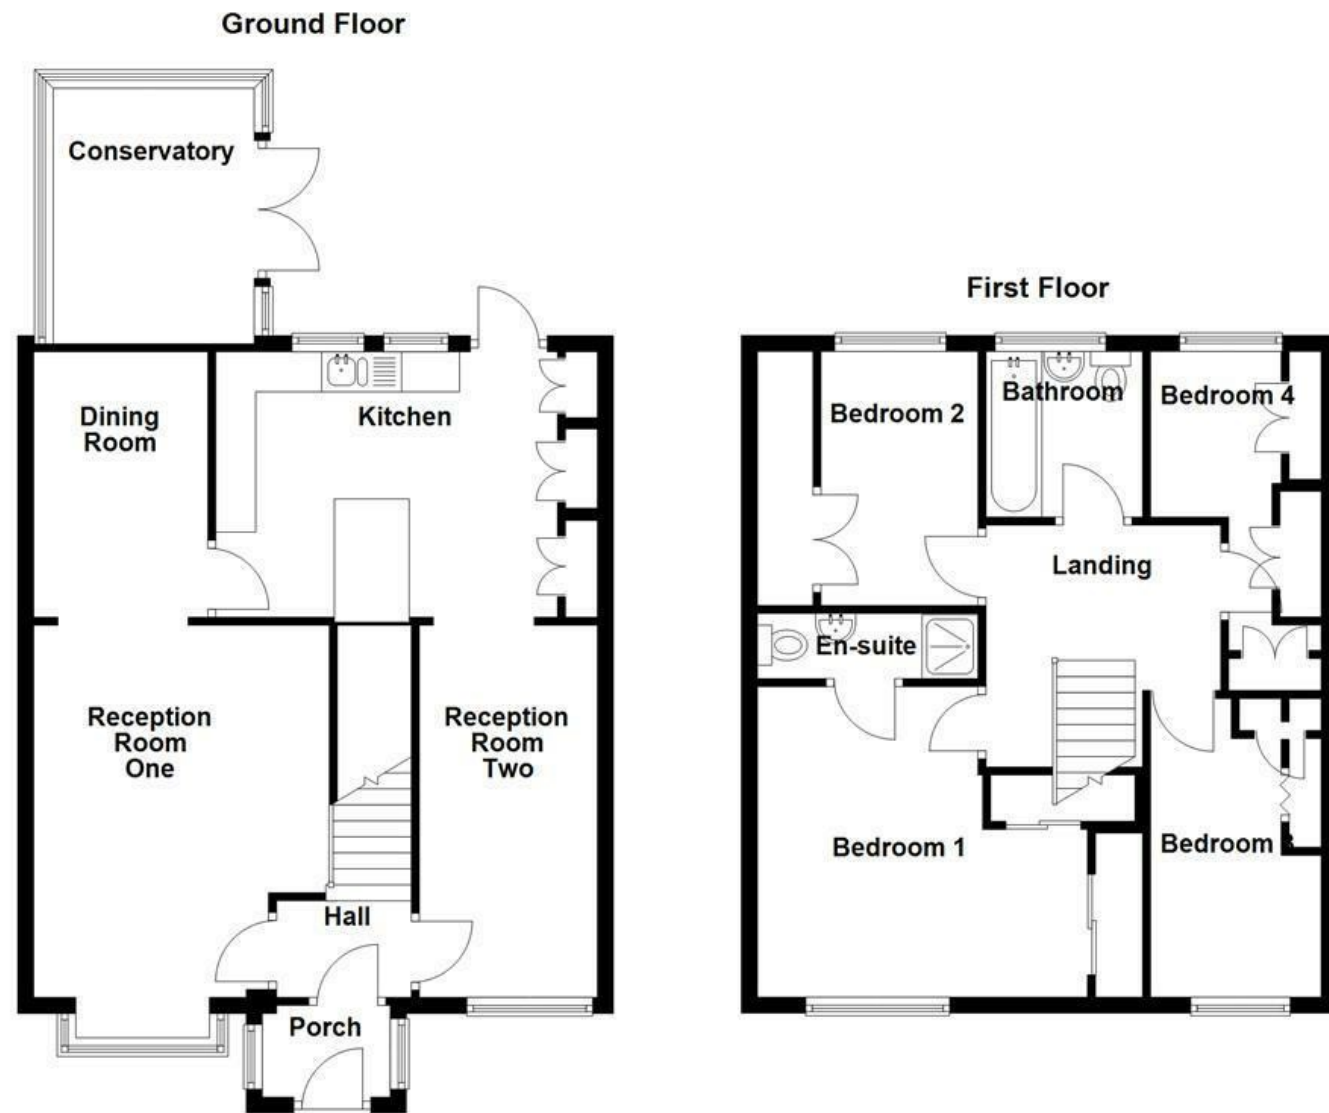 Ground Floor
Conservatory
Dining
Room
Kitchen
Reception
Room
One
Reception
Room
Two
Hall
Porch
First Floor
Bedroom 2
Bathroom
Bedroom 4
Landing
En-suite
Bedroom 1
Bedroom